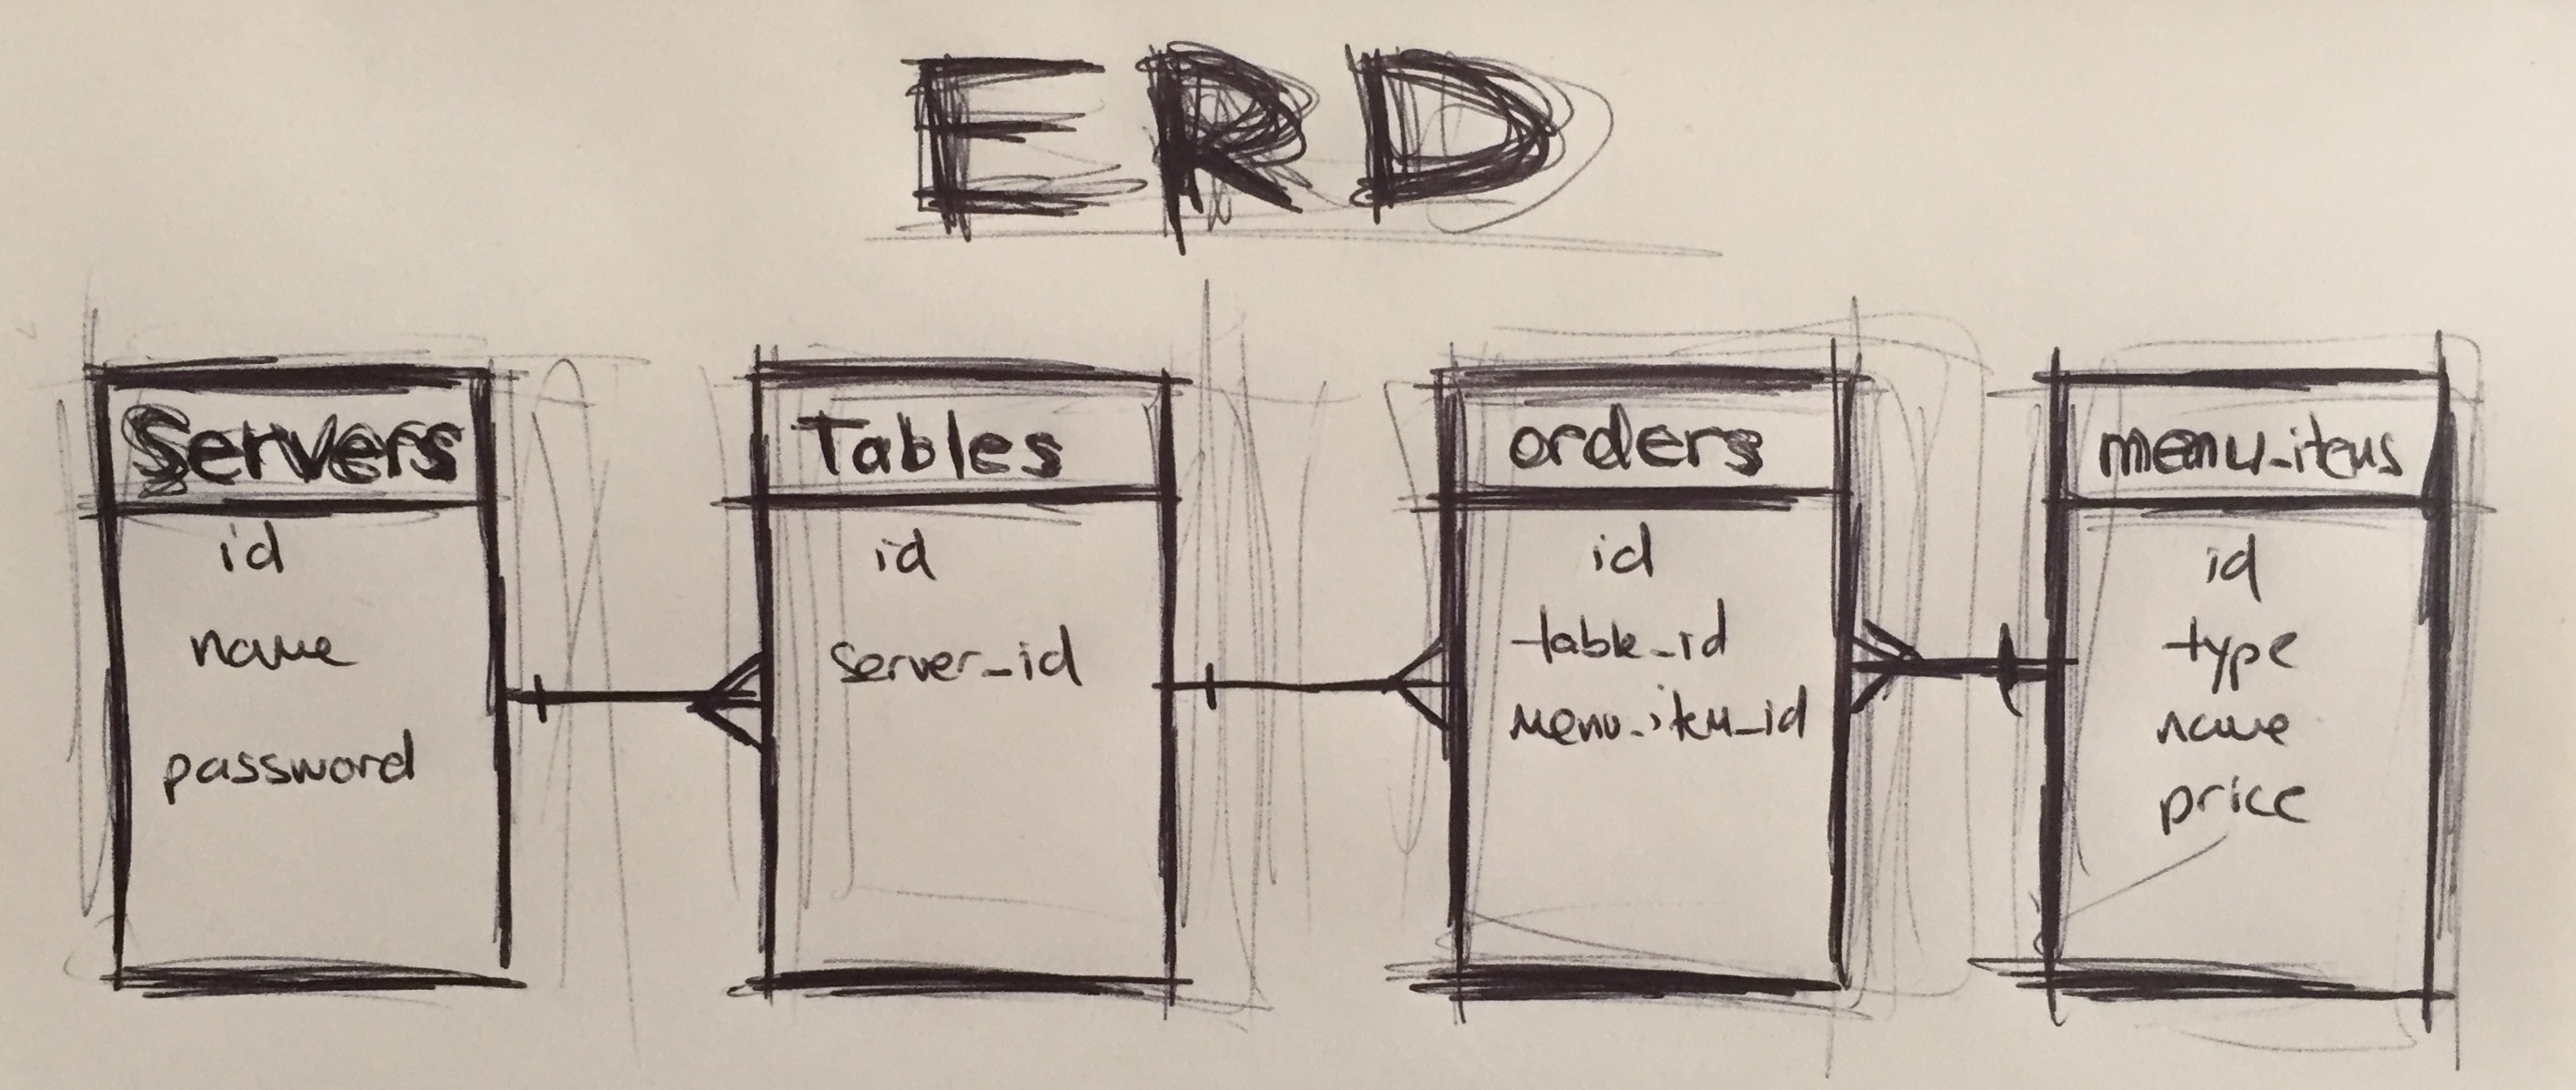 ERD
Servers
id
name
password
Tables
id
server_id
orders
id
table_id
menu_item_id
menu_items
id
type
name
price